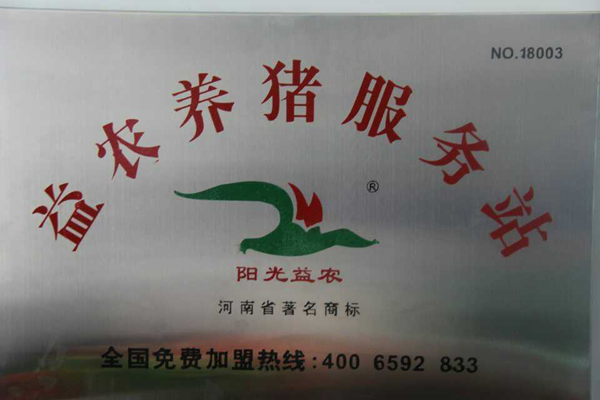 NO.18003
益农养猪服务站
®
阳光益农
河南省著名商标
全国免费加盟热线:400 6592 833